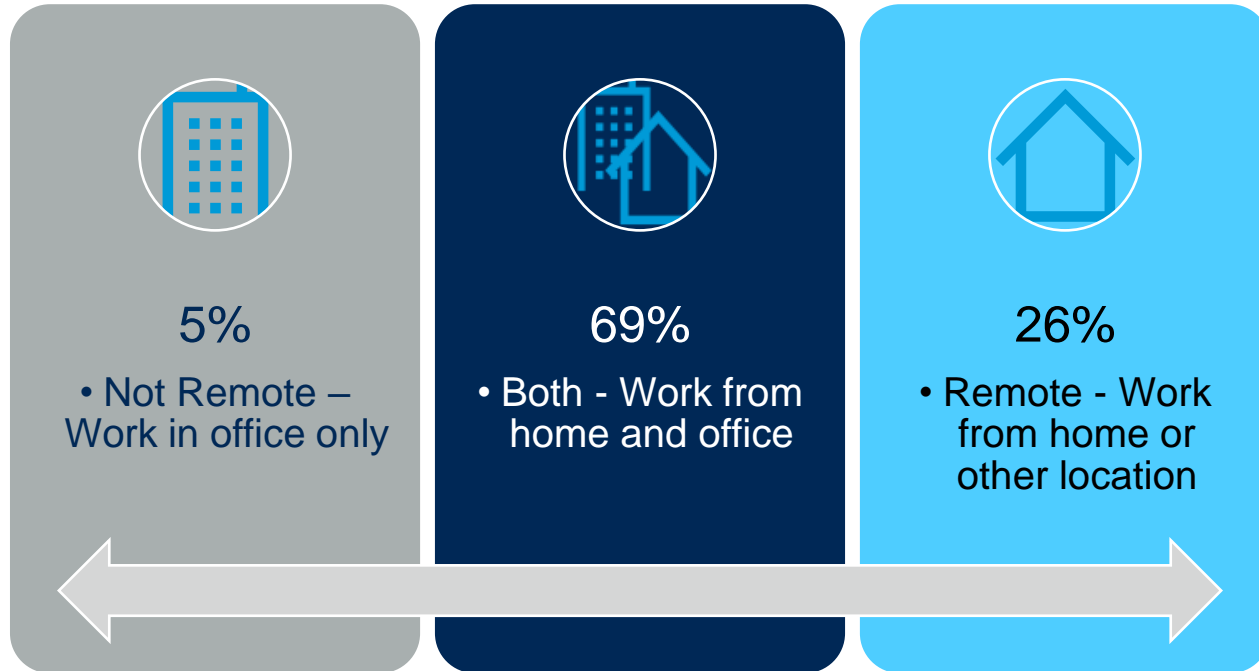 5%
• Not Remote –
Work in office only
69%
• Both - Work from
home and office
26%
• Remote - Work
from home or
other location